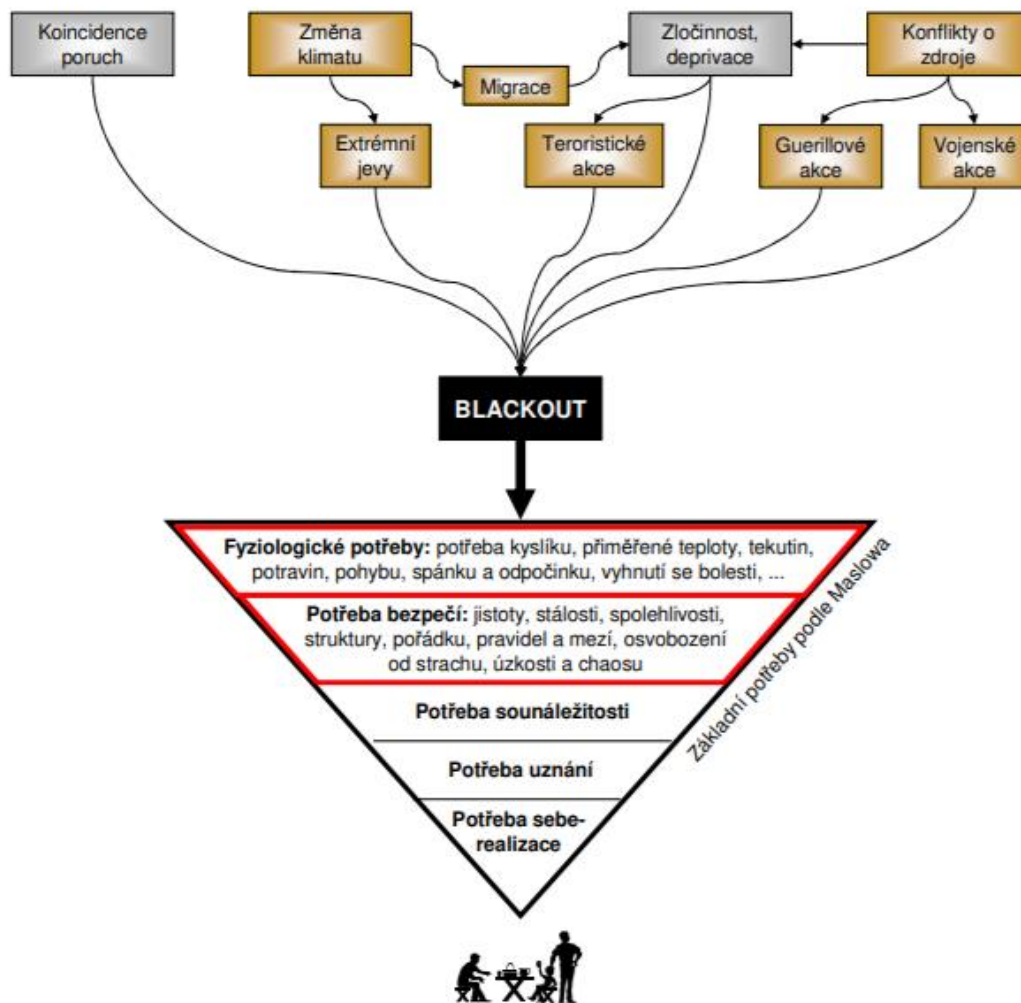 Koincidence
poruch
Změna
klimatu
Zločinnost,
deprivace
Konflikty o
zdroje
Migrace
Extrémní
jevy
Teroristické
akce
Guerillové
akce
Vojenské
akce
BLACKOUT
Fyziologické potřeby: potřeba kyslíku, přiměřené teploty, tekutin,
potravin, pohybu, spánku a odpočinku, vyhnutí se bolesti, ...
Potřeba bezpečí: jistoty, stálosti, spolehlivosti,
struktury, pořádku, pravidel a mezí, osvobození
od strachu, úzkosti a chaosu
Potřeba sounáležitosti
Potřeba uznání
Potřeba sebe-
realizace
Základní potřeby podle Maslowa